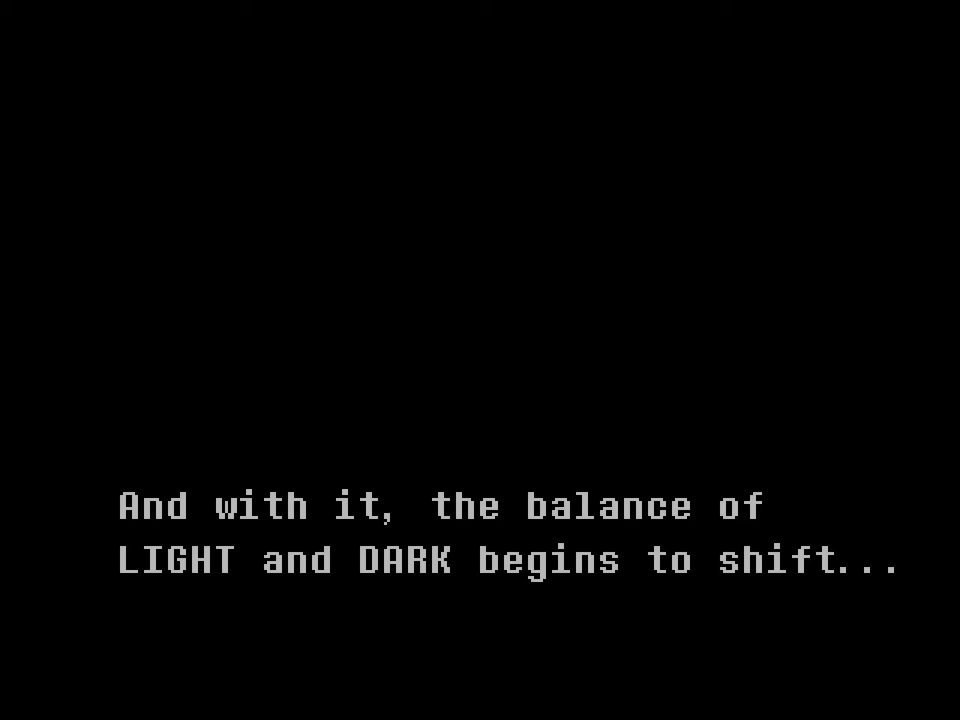 And with it, the balance of
LIGHT and DARK begins to shift...